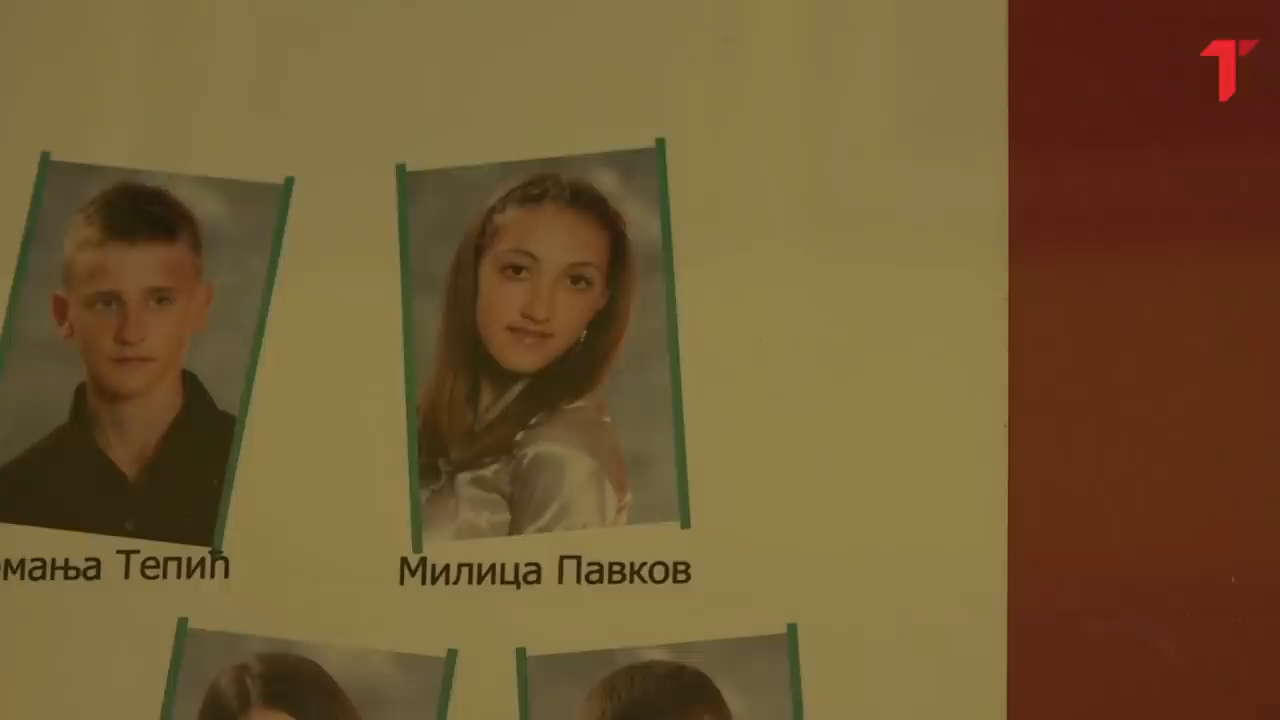 мања Тепић
Милица Павков